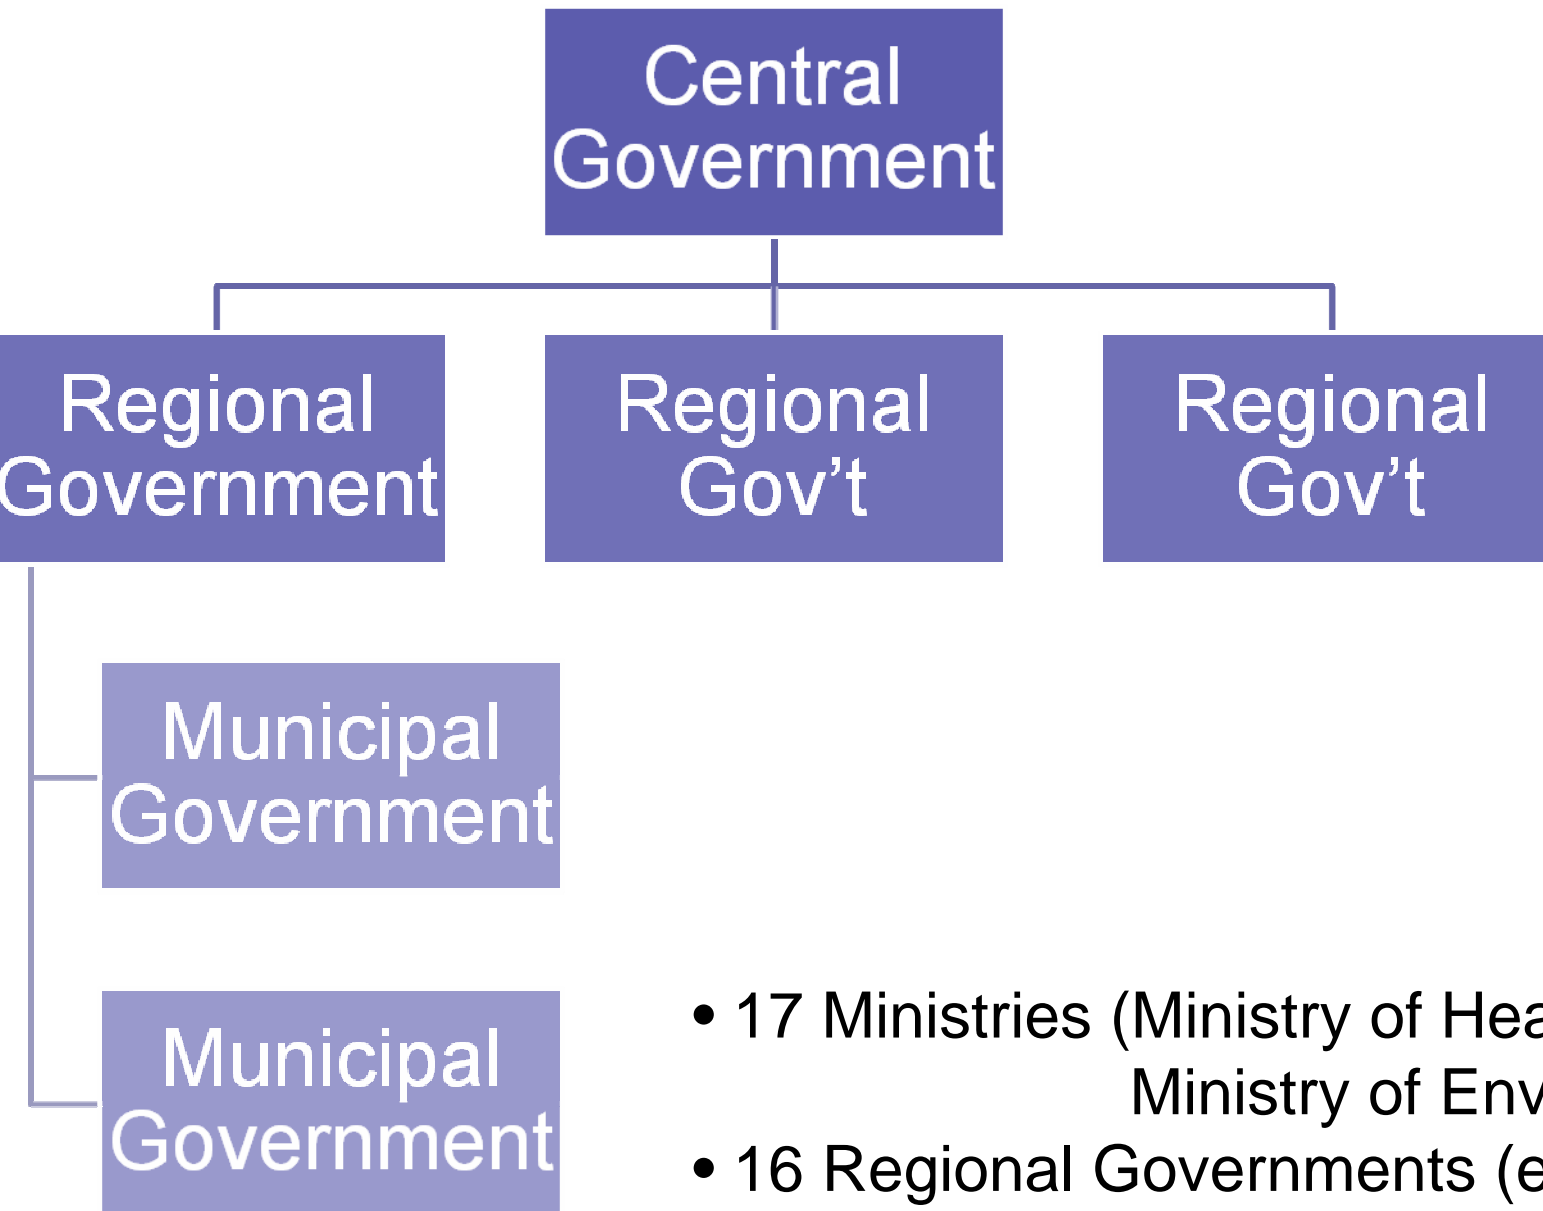 Central
Government
Regional
Government
Regional
Gov’t
Regional
Gov’t
Municipal
Government
Municipal
Government
• 17 Ministries (Ministry of
Ministry of
• 16 Regional Governments